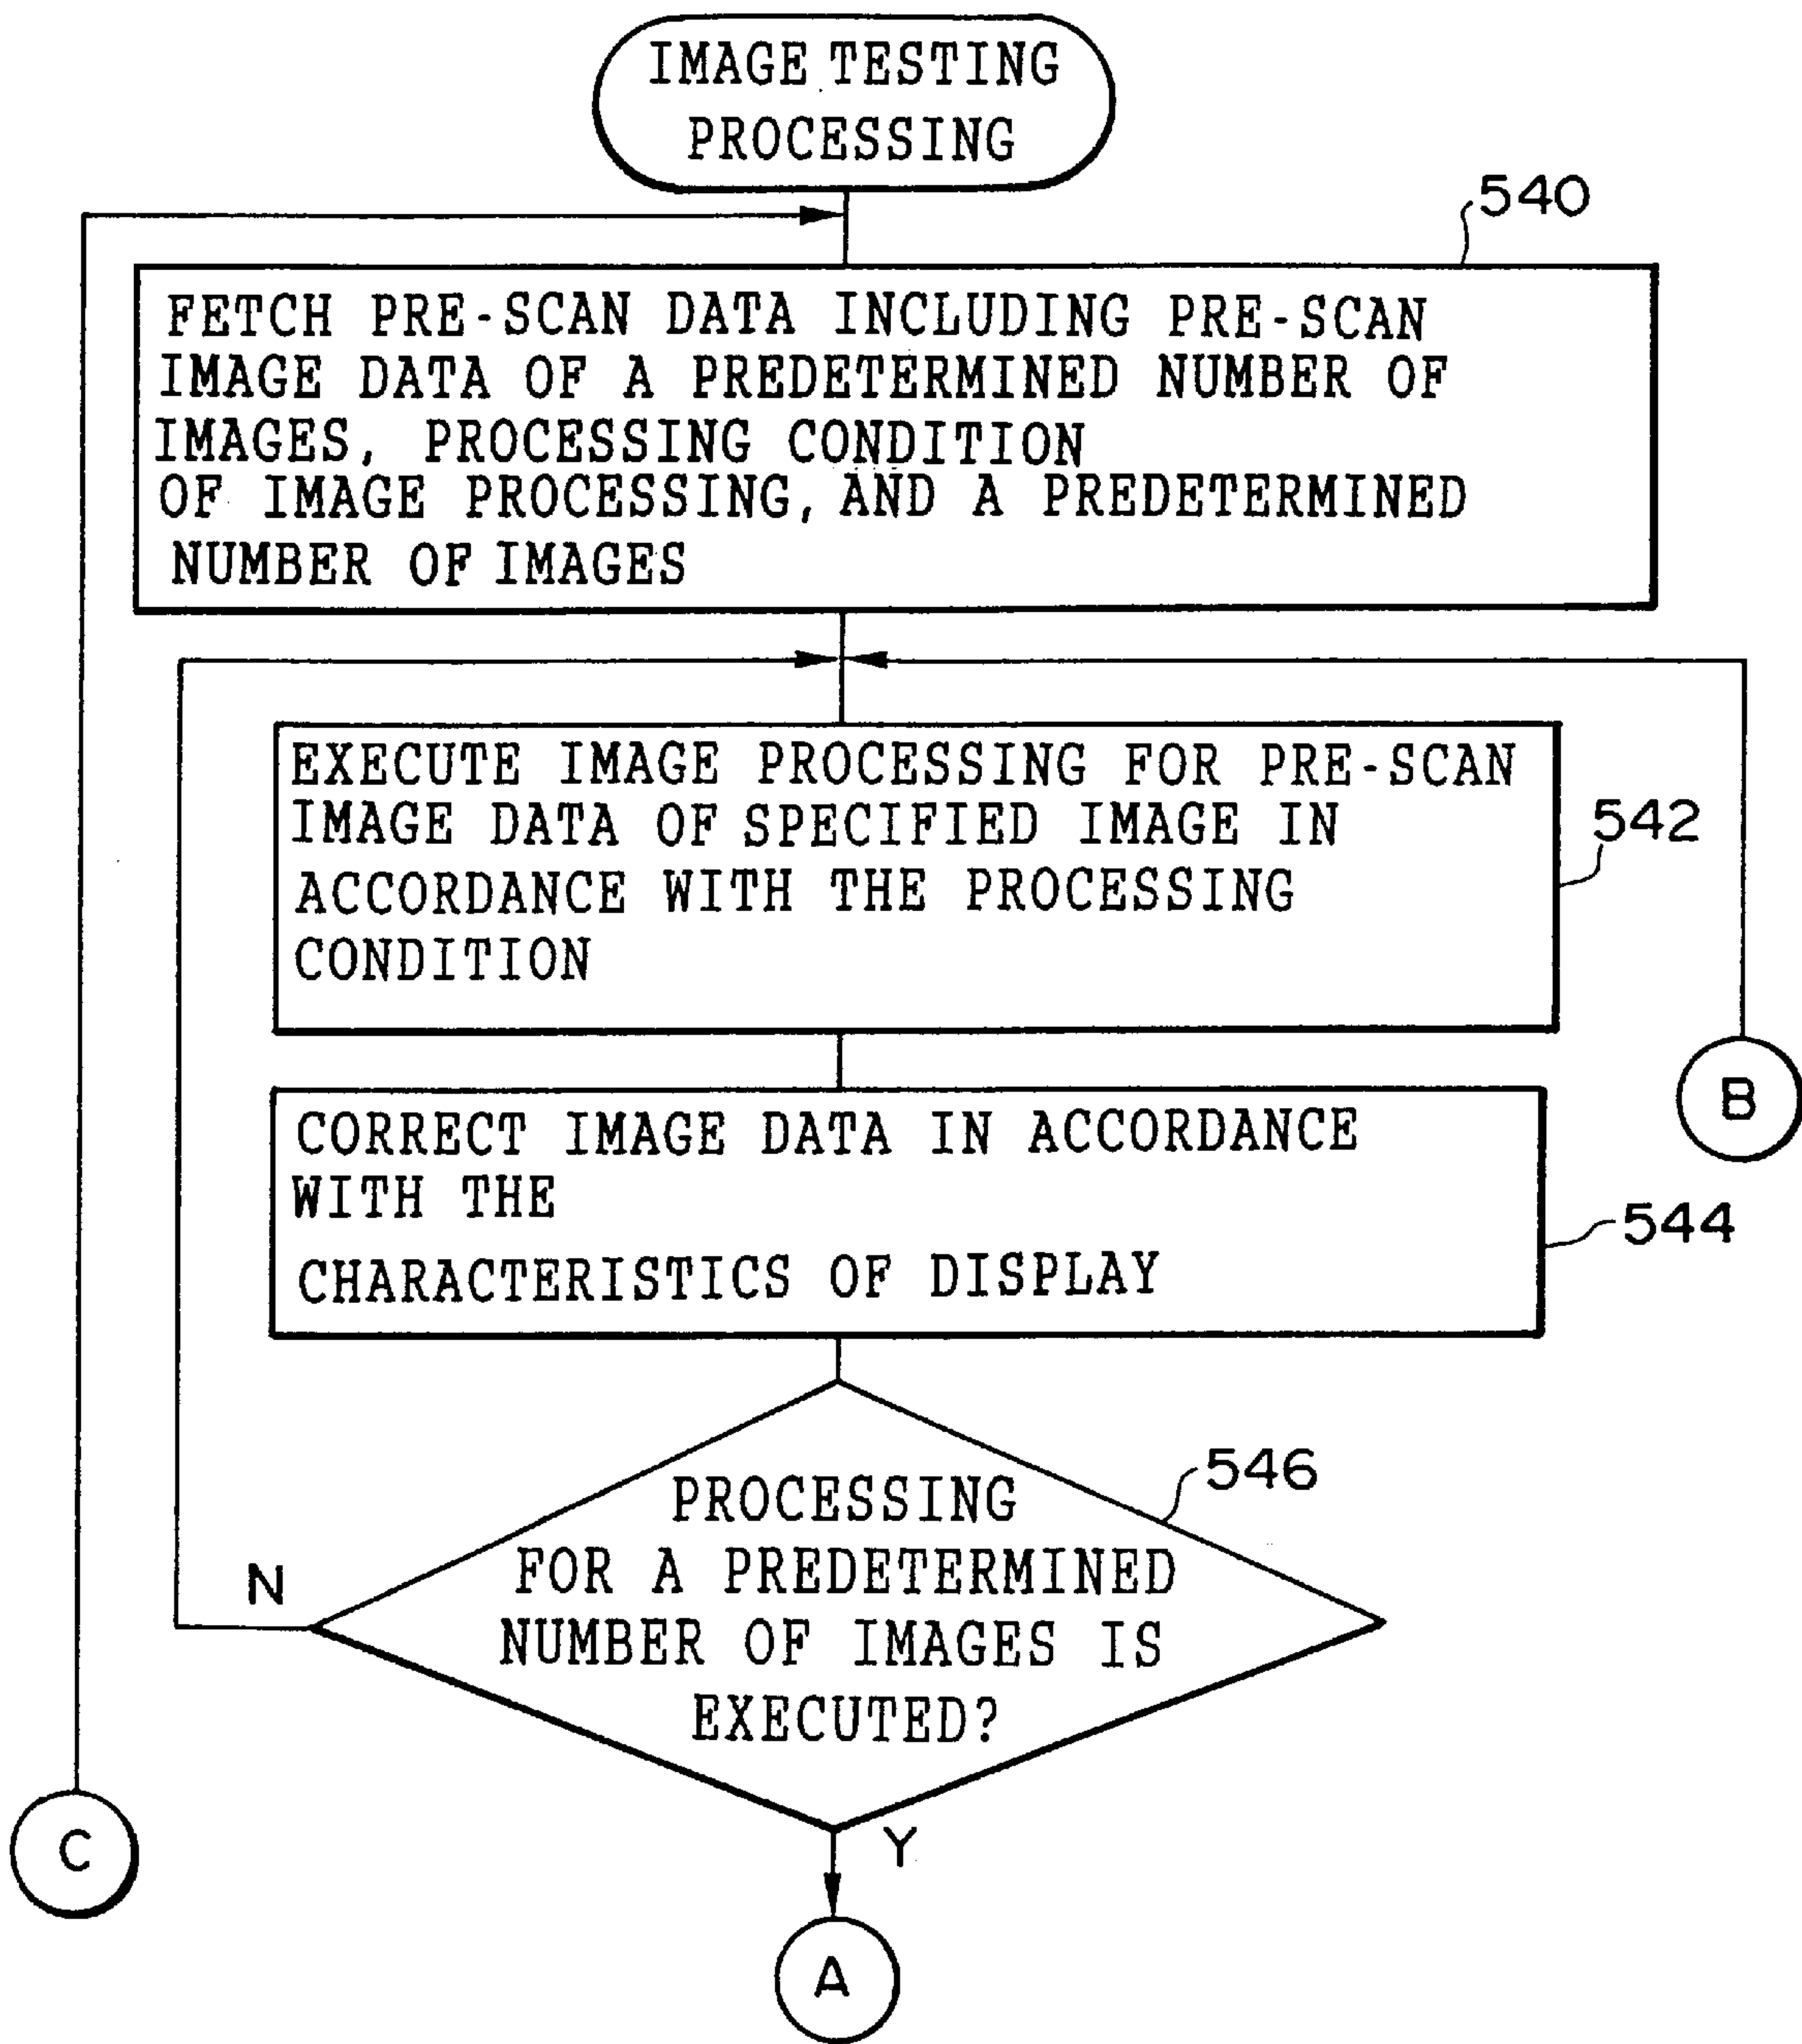 IMAGE TESTING
PROCESSING
540
FETCH PRE-SCAN DATA INCLUDING PRE-SCAN
IMAGE DATA OF A PREDETERMINED NUMBER OF
IMAGES, PROCESSING CONDITION
OF IMAGE PROCESSING, AND A PREDETERMINED
NUMBER OF IMAGES
EXECUTE IMAGE PROCESSING FOR PRE-SCAN
IMAGE DATA OF SPECIFIED IMAGE IN
ACCORDANCE WITH THE PROCESSING
CONDITION
542
B
CORRECT IMAGE DATA IN ACCORDANCE
WITH THE
CHARACTERISTICS OF DISPLAY
544
546
PROCESSING
FOR A PREDETERMINED
NUMBER OF IMAGES IS
EXECUTED?
N
Y
C
A